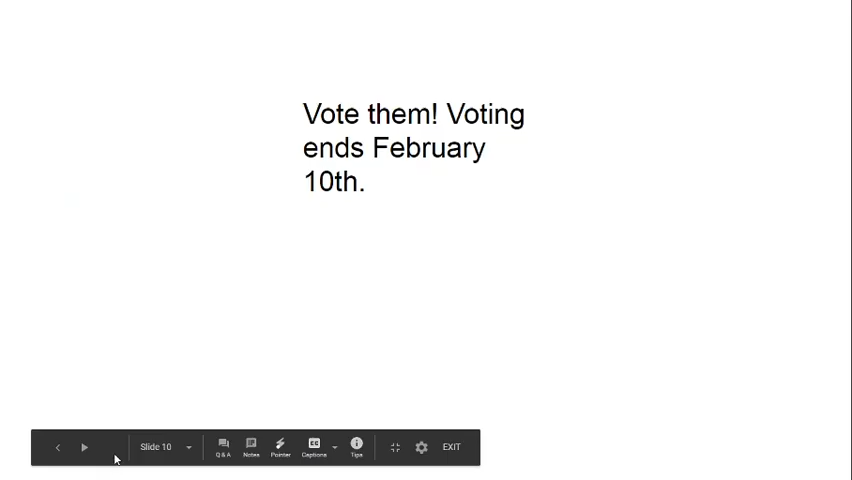 Vote them! Voting
ends February
10th.
Slide 10
Q & A
Notes
Pointer
Captions
Tips
EXIT